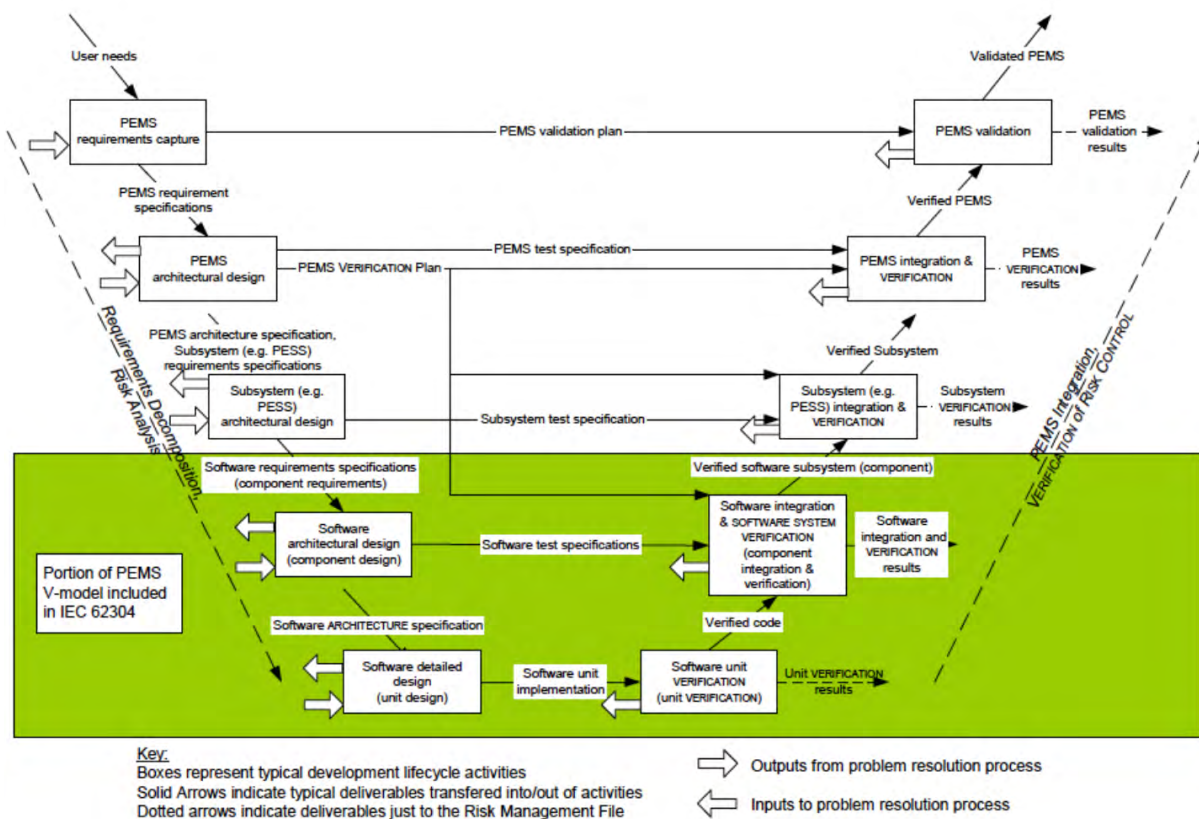 User needs
Validated PEMS
PEMS
requirements capture
PEMS validation plan
PEMS validation
PEMS
validation
results
PEMS requirement
specifications
Verified PEMS
PEMS
architectural design
PEMS test specification
PEMS VERIFICATION Plan
PEMS integration &
VERIFICATION
PEMS
VERIFICATION
results
Requirements Decomposition,
Risk Analysis
PEMS Integration,
VERIFICATION of RISK CONTROL
PEMS architecture specification,
Subsystem (e.g. PESS)
requirements specifications
Verified Subsystem
Subsystem (e.g.
PESS)
architectural design
Subsystem test specification
Subsystem (e.g.
PESS) integration &
VERIFICATION
Subsystem
VERIFICATION
results
Software requirements specifications
(component requirements)
Verified software subsystem (component)
Software
architectural design
(component design)
Software test specifications
Software integration
& SOFTWARE SYSTEM
VERIFICATION
(component
integration &
verification)
Software
integration and
VERIFICATION
results
Portion of PEMS
V-model included
in IEC 62304
Software ARCHITECTURE specification
Verified code
Software detailed
design
(unit design)
Software unit
implementation
Software unit
VERIFICATION
(unit VERIFICATION)
Unit VERIFICATION
results
Key:
Boxes represent typical development lifecycle activities
Solid Arrows indicate typical deliverables transfered into/out of activities
Dotted arrows indicate deliverables just to the Risk Management File
Outputs from problem resolution process
Inputs to problem resolution process